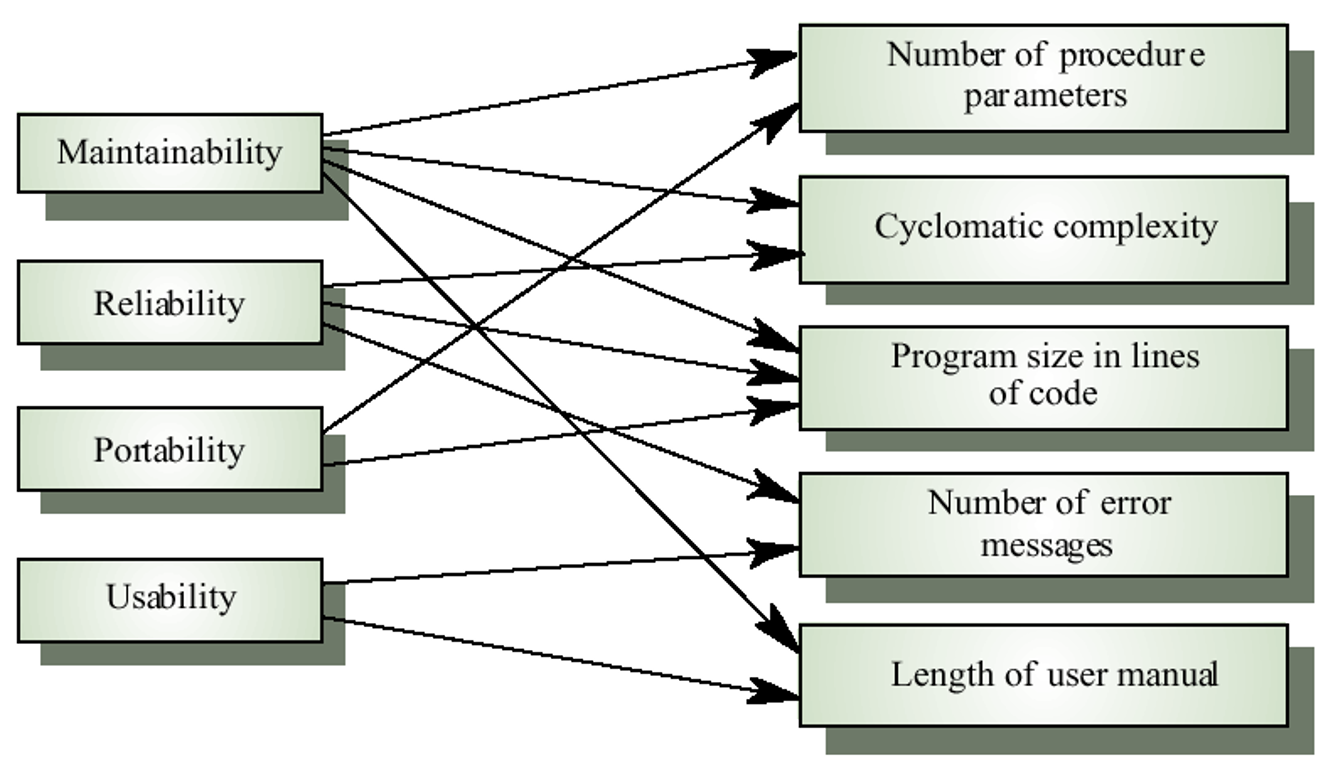 Maintainability
Reliability
Portability
Usability
Number of procedure
parameters
Cyclomatic complexity
Program size in lines
of code
Number of error
messages
Length of user manual